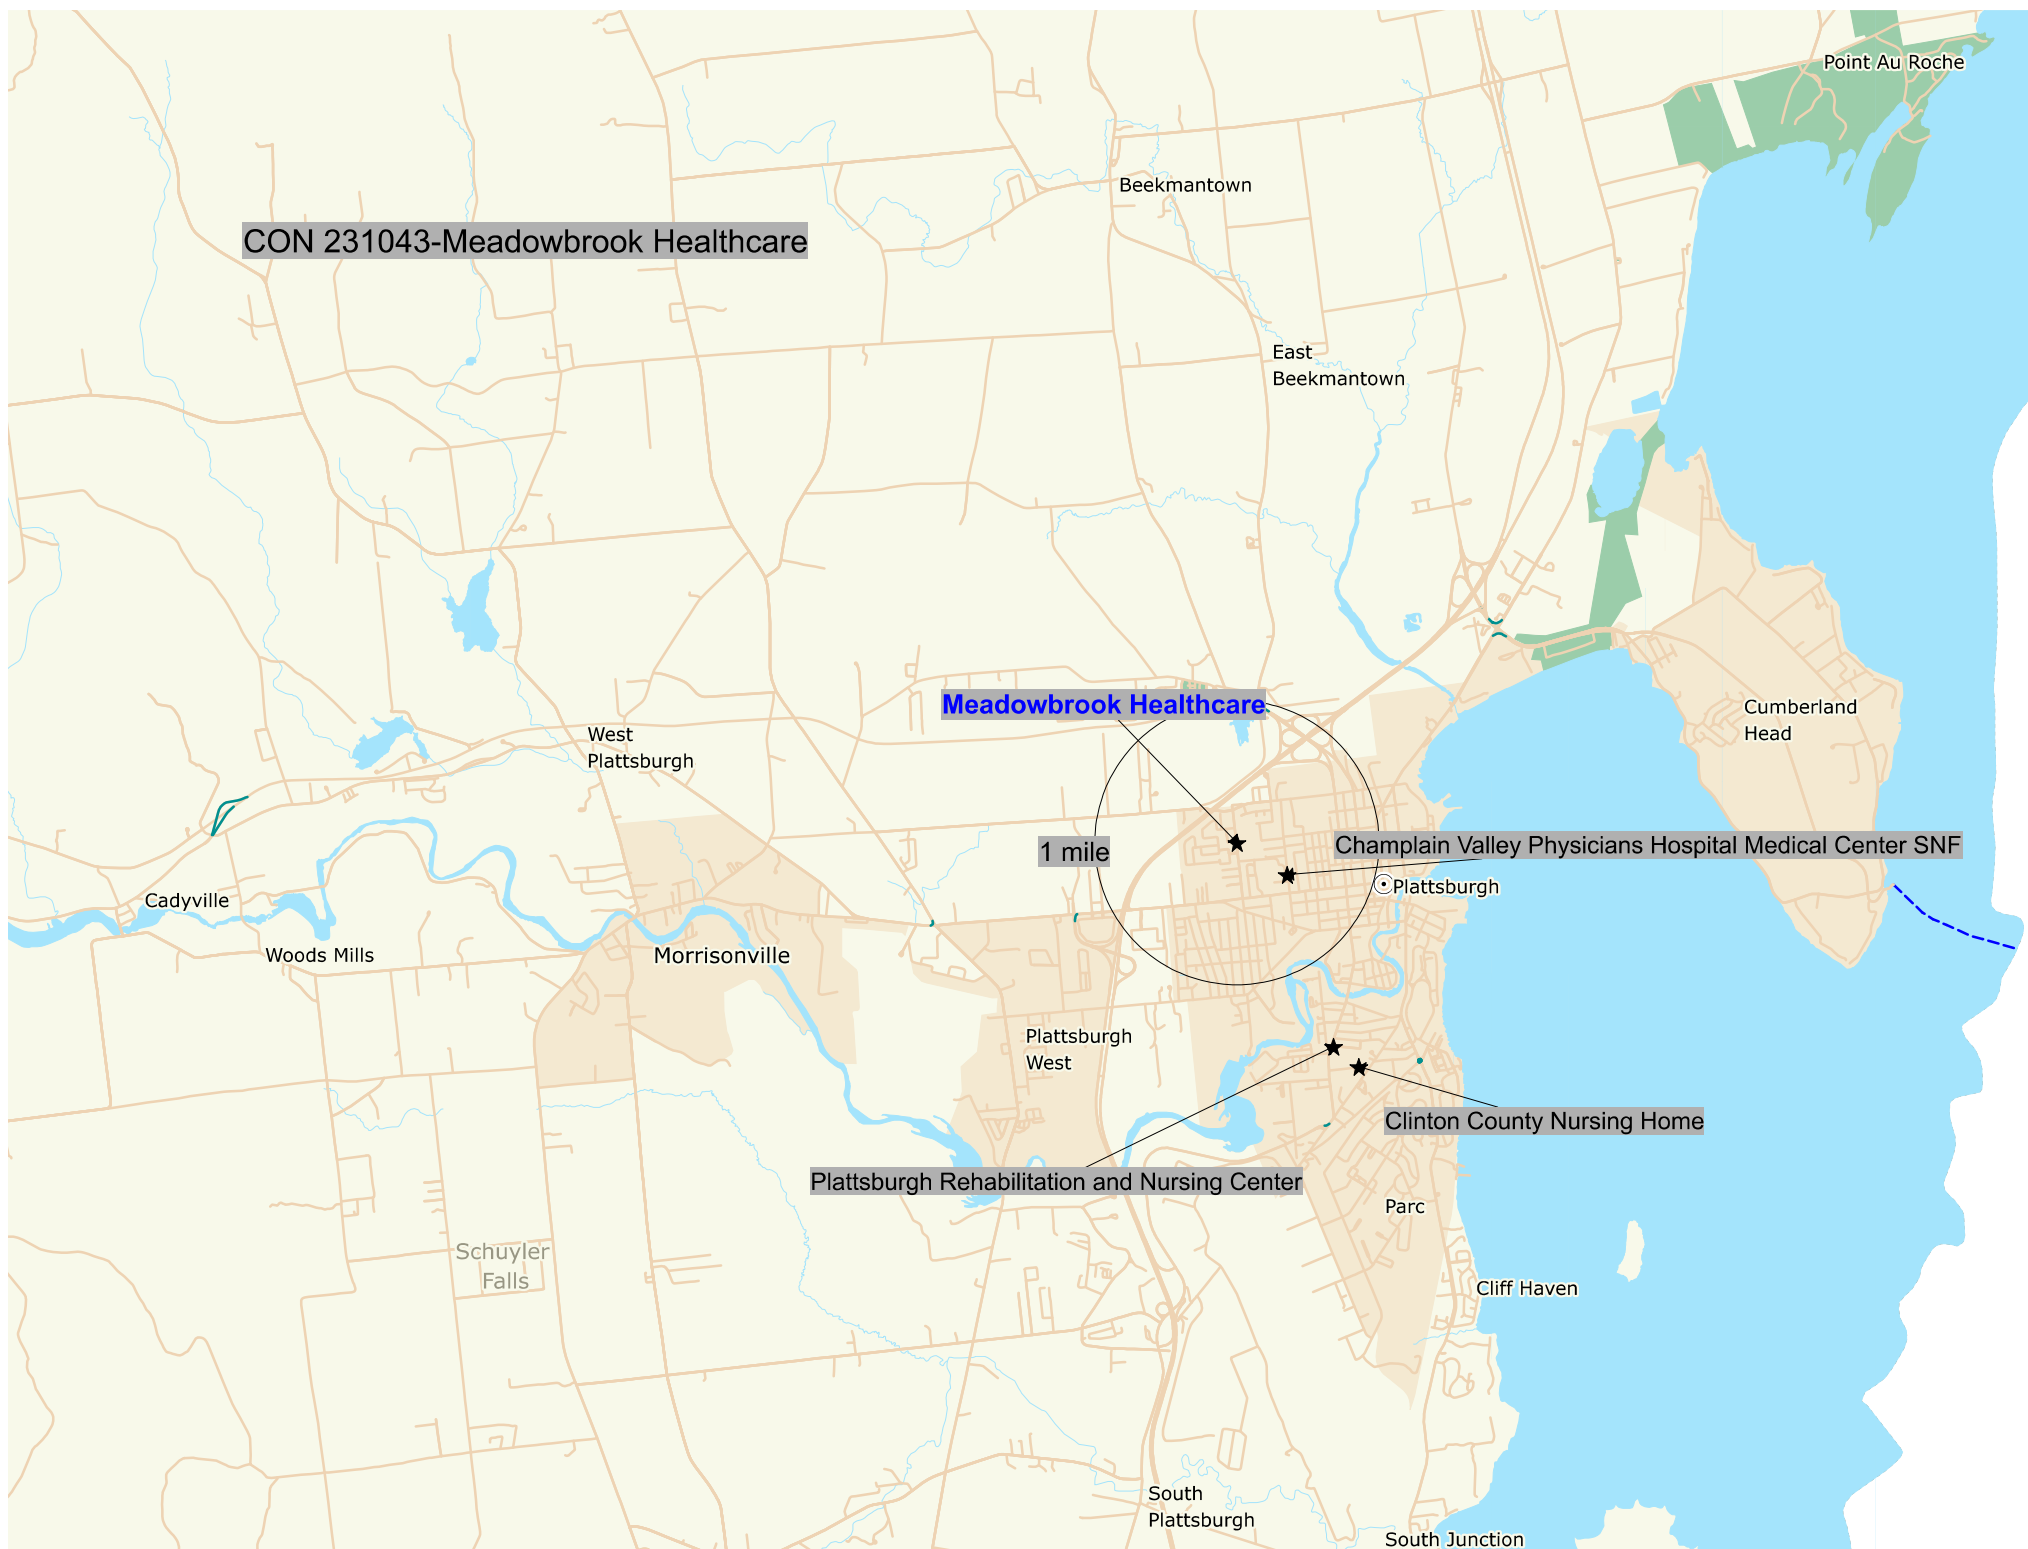 Point Au Roche
Beekmantown
CON 231043-Meadowbrook Healthcare
East
Beekmantown
Meadowbrook Healthcare
Cumberland
Head
West
Plattsburgh
1 mile
Champlain Valley Physicians Hospital Medical Center SNF
Plattsburgh
Cadyville
Woods Mills
Morrisonville
Plattsburgh
West
Clinton County Nursing Home
Plattsburgh Rehabilitation and Nursing Center
Parc
Schuyler
Falls
Cliff Haven
South
Plattsburgh
South Junction